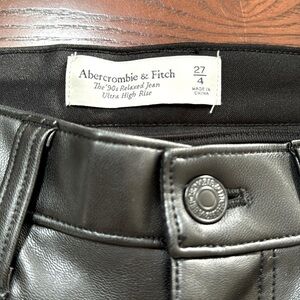 Abercrombie & Fitch
The '90s Relaxed Jean
Ultra High Rise
27
4
MADE IN
CHINA